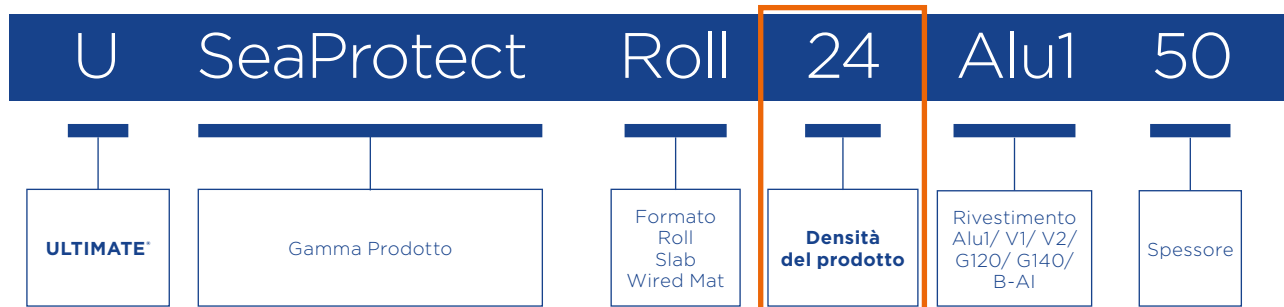 U SeaProtect Roll 24 Alu1 50
ULTIMATE®
Gamma Prodotto
Formato
Roll
Slab
Wired Mat
Densità
del prodotto
Rivestimento
Alu1/ V1/ V2/
G120/ G140/
B-AI
Spessore